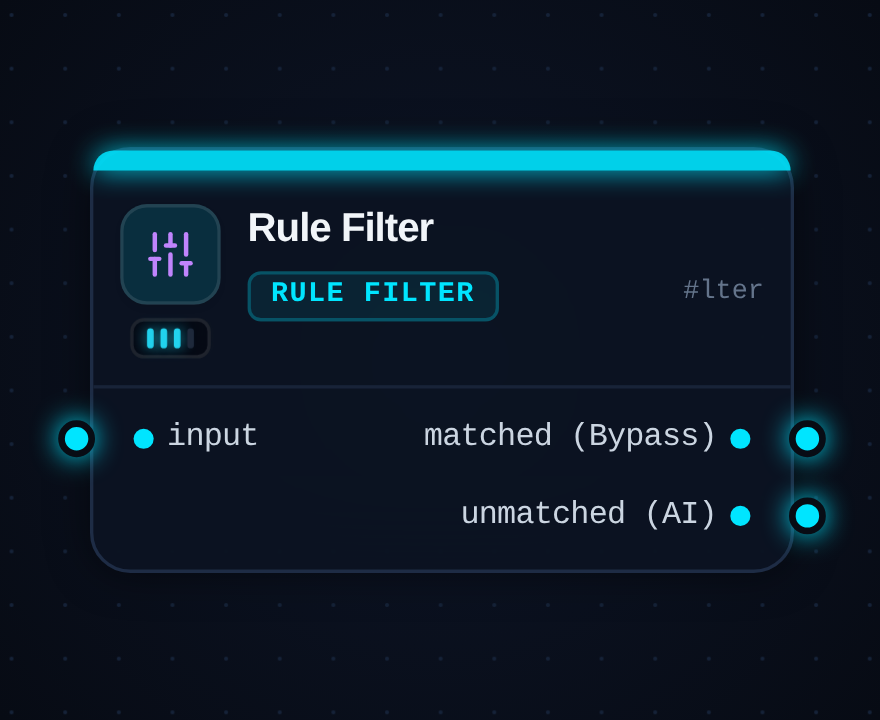 Rule Filter
RULE FILTER
#lter
input
matched (Bypass)
unmatched (AI)